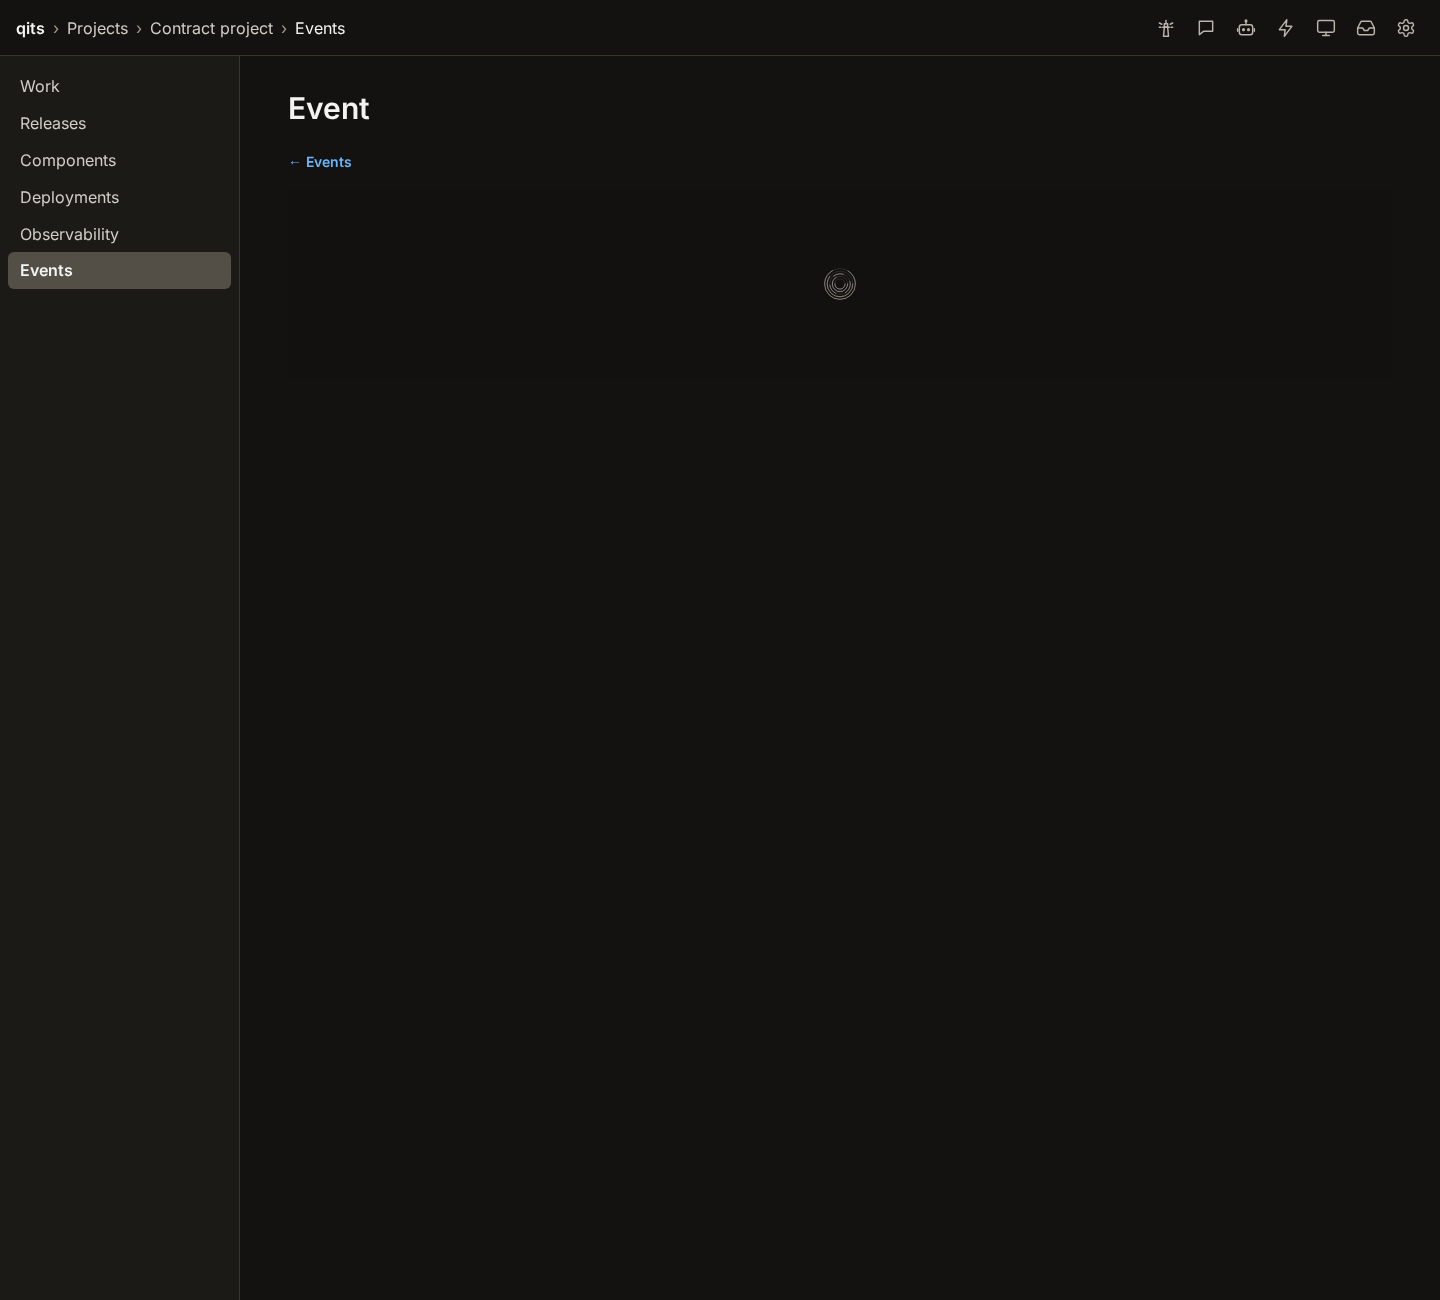 qits › Projects › Contract project › Events
Work
Releases
Components
Deployments
Observability
Events
Event
← Events